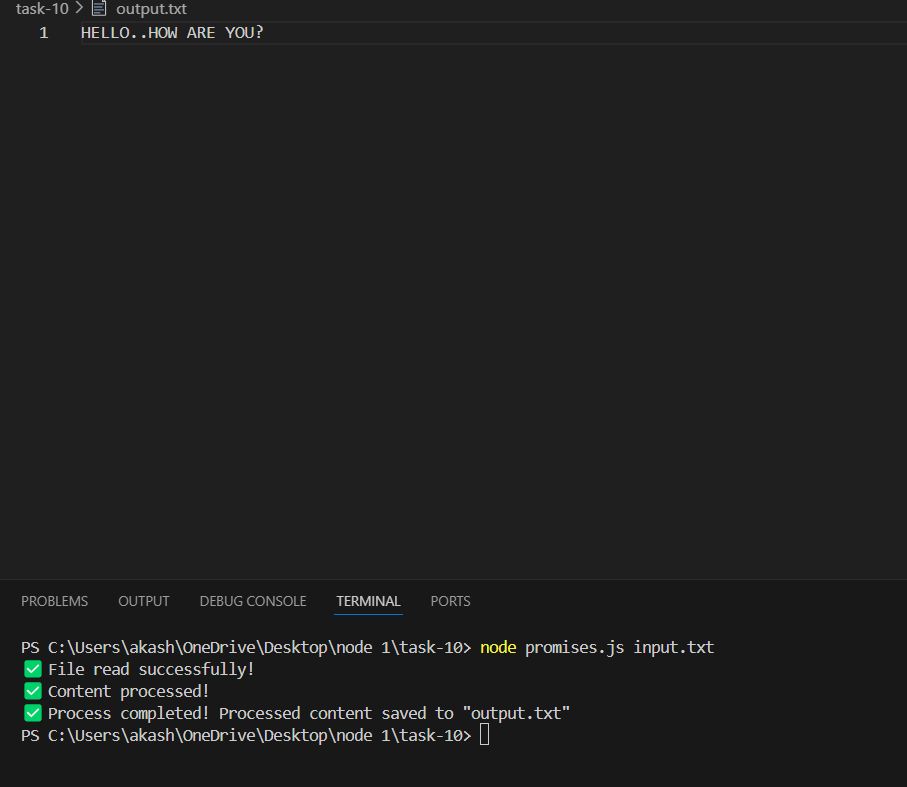 task-10 > output.txt
1 HELLO..HOW ARE YOU?
PROBLEMS OUTPUT DEBUG CONSOLE TERMINAL PORTS
PS C:\Users\akash\OneDrive\Desktop\node 1\task-10> node promises.js input.txt
✅ File read successfully!
✅ Content processed!
✅ Process completed! Processed content saved to "output.txt"
PS C:\Users\akash\OneDrive\Desktop\node 1\task-10>